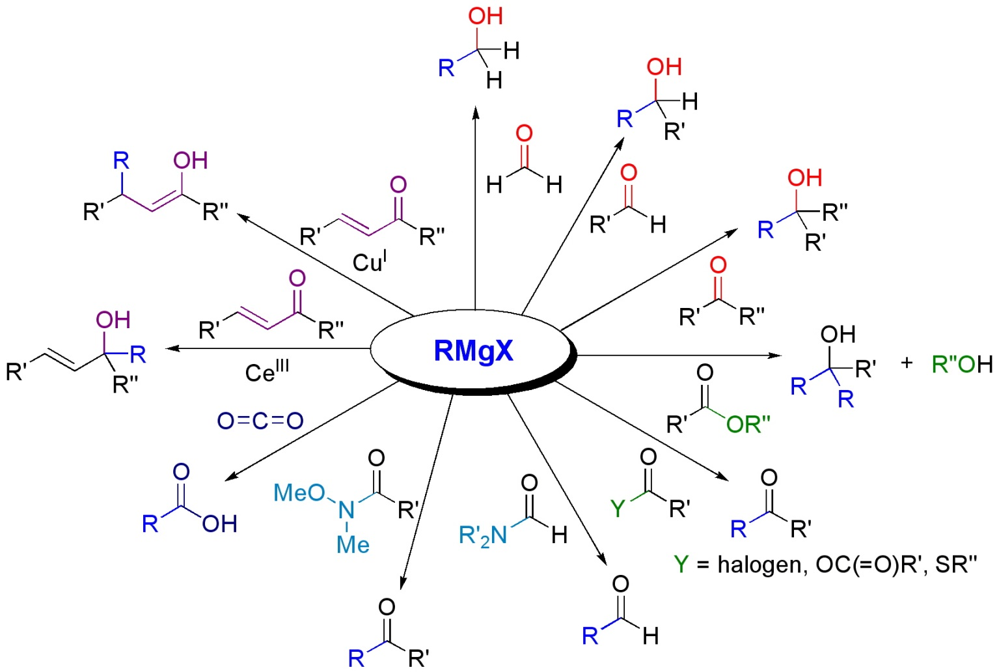 OH
R
H
H
OH
R
H
R'
O
H
H
O
R'
H
R
OH
R'
R"
O
R'
R"
Cu^I
OH
R
R"
R'
O
R'
R"
O
R'
R"
Ce^III
OH
R'
R
R"
RMgX
OH
R
R'
R
+ R"OH
O
R'
OR"
O=C=O
O
R
OH
O
MeO
N
R'
Me
O
R'₂N
H
O
Y
R'
O
R
R'
Y = halogen, OC(=O)R', SR"
O
R
H
O
R
R'